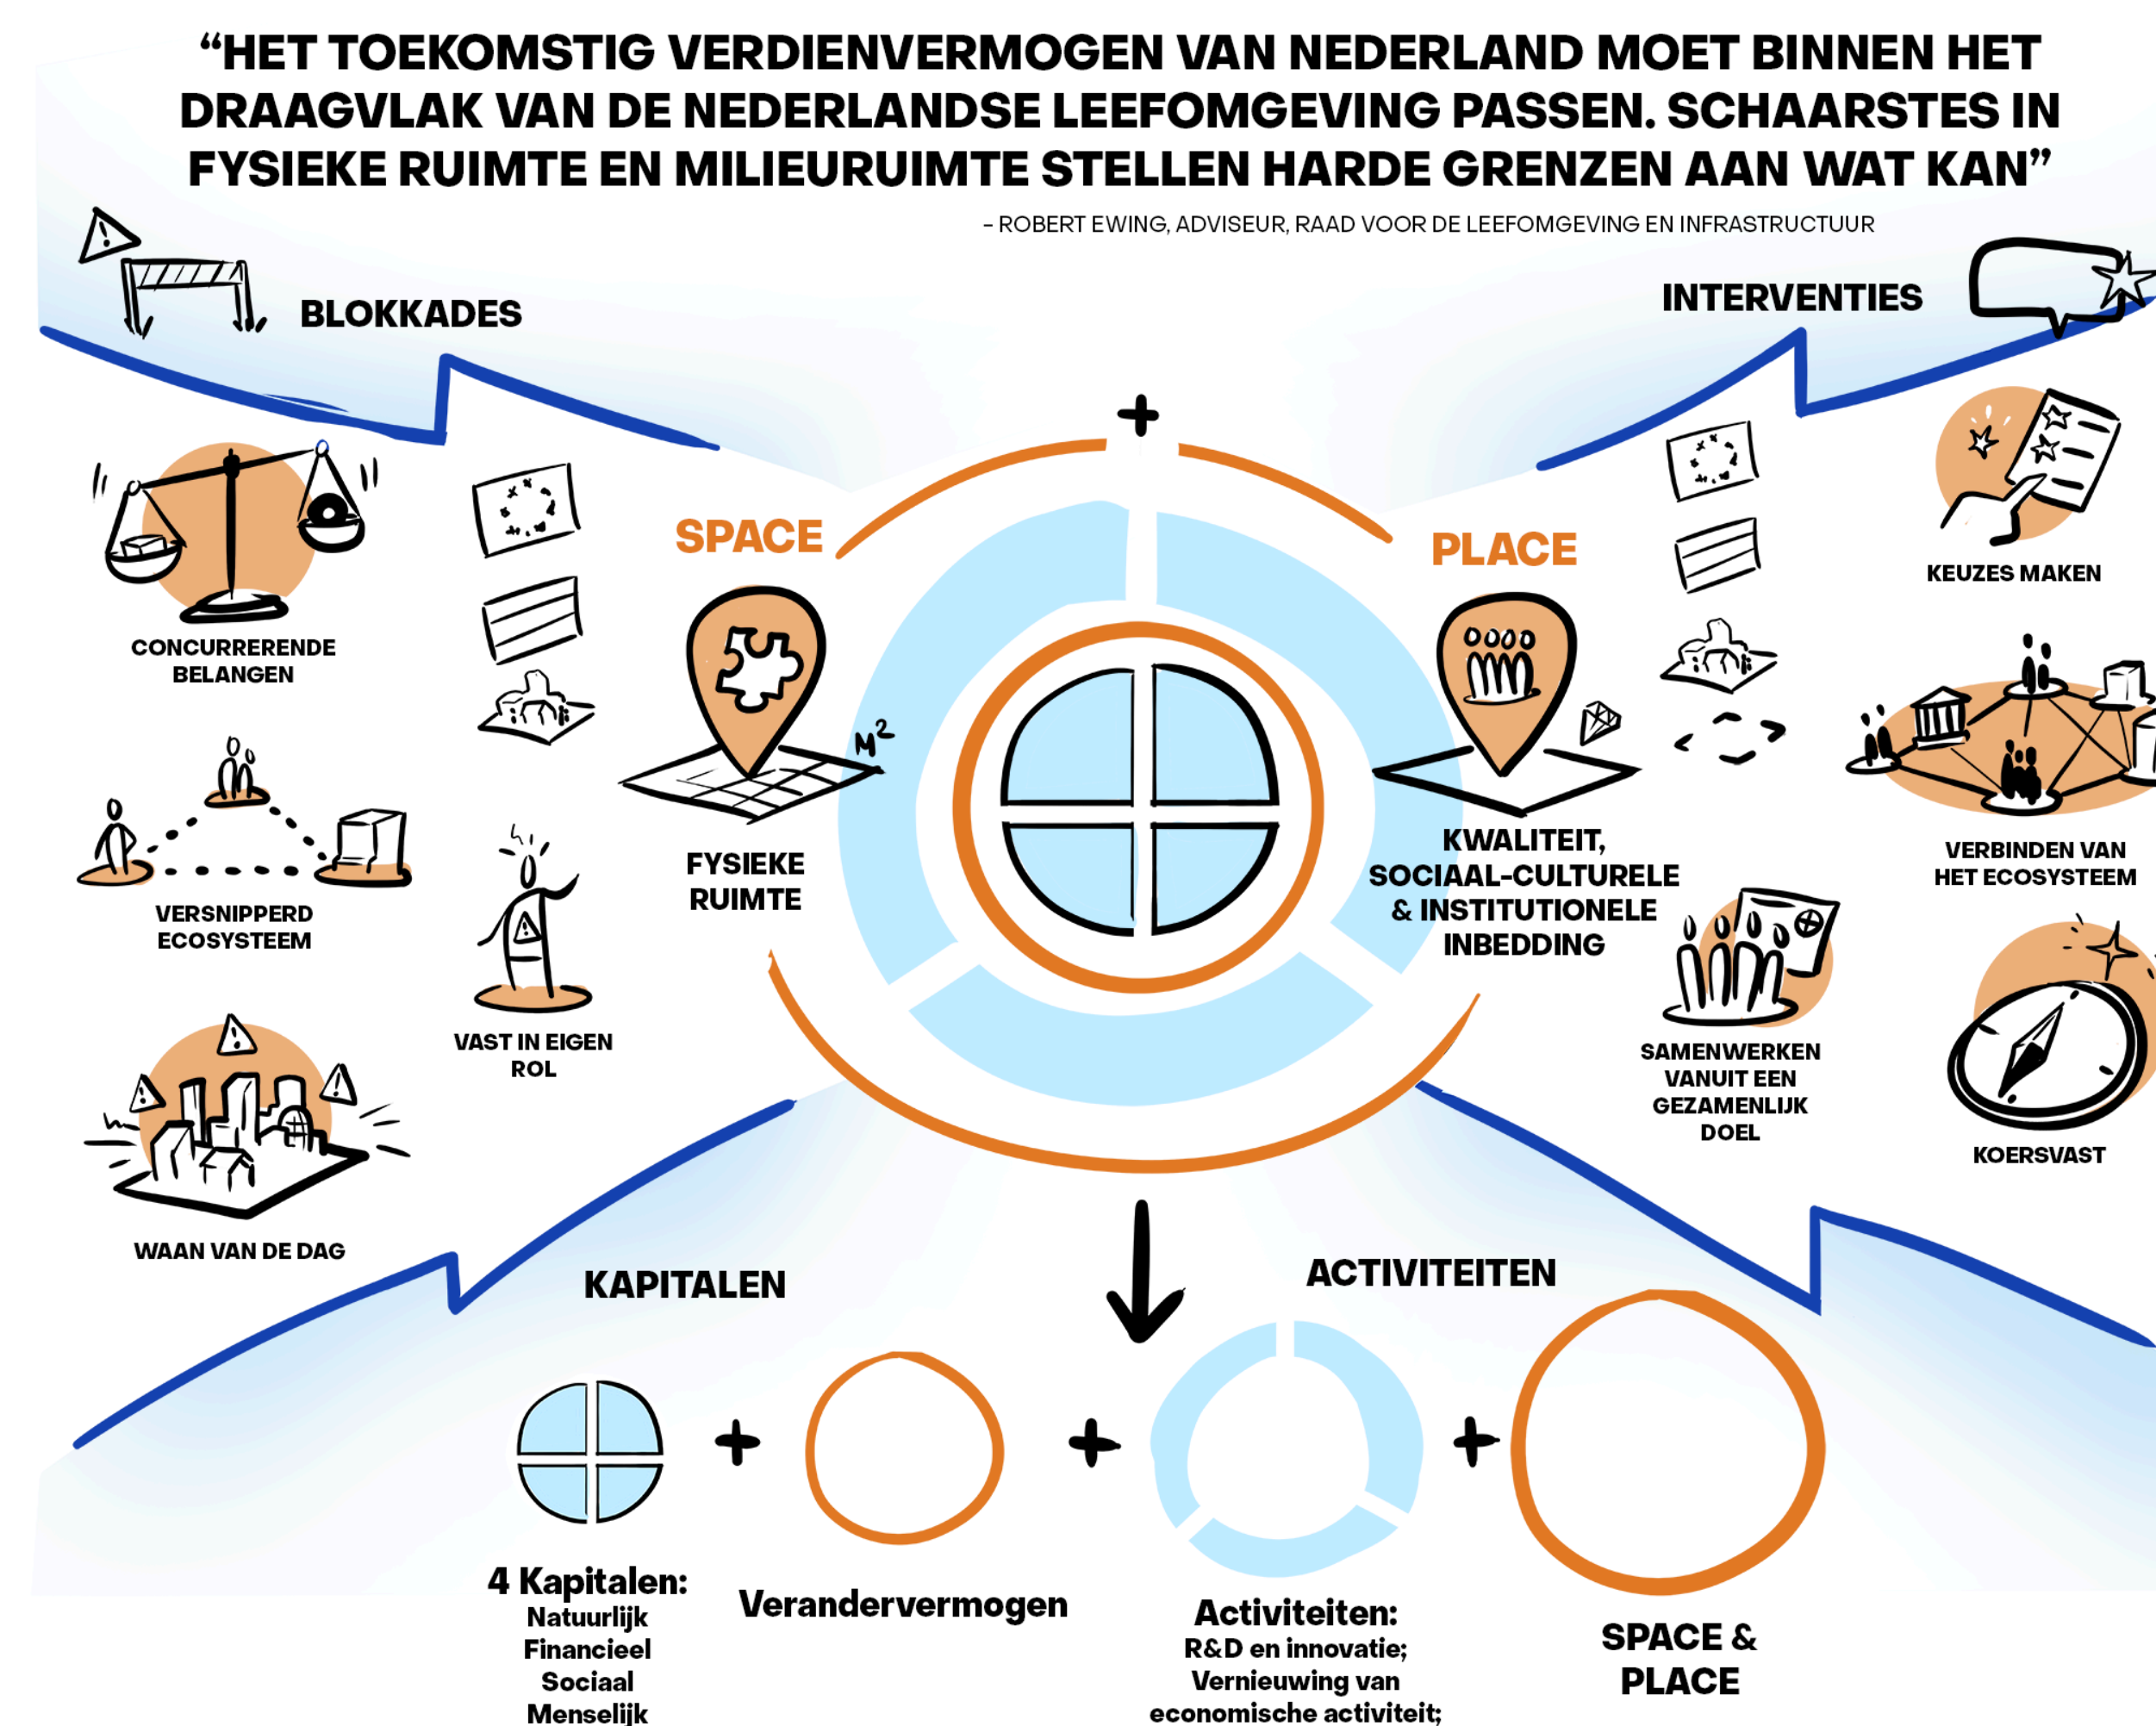 “HET TOEKOMSTIG VERDIENVERMOGEN VAN NEDERLAND MOET BINNEN HET
DRAAGVLAK VAN DE NEDERLANDSE LEEFOMGEVING PASSEN. SCHAARSTES IN
FYSIEKE RUIMTE EN MILIEURUIMTE STELLEN HARDE GRENZEN AAN WAT KAN”
– ROBERT EWING, ADVISEUR, RAAD VOOR DE LEEFOMGEVING EN INFRASTRUCTUUR
BLOKKADES
CONCURRERENDE
BELANGEN
VERSNIPPERD
ECOSYSTEEM
VAST IN EIGEN
ROL
WAAN VAN DE DAG
SPACE
M²
FYSIEKE
RUIMTE
PLACE
KWALITEIT,
SOCIAAL-CULTURELE
& INSTITUTIONELE
INBEDDING
INTERVENTIES
KEUZES MAKEN
VERBINDEN VAN
HET ECOSYSTEEM
SAMENWERKEN
VANUIT EEN
GEZAMENLIJK
DOEL
KOERSVAST
KAPITALEN
ACTIVITEITEN
4 Kapitalen:
Natuurlijk
Financieel
Sociaal
Menselijk
Verandervermogen
Activiteiten:
R&D en innovatie;
Vernieuwing van
economische activiteit;
SPACE &
PLACE